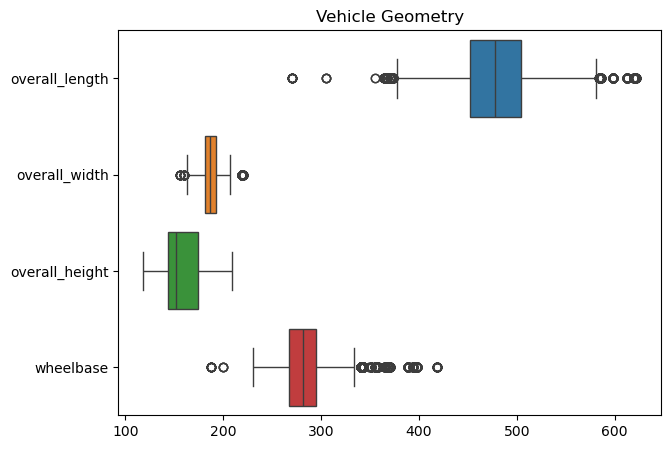 Vehicle Geometry
overall_length
overall_width
overall_height
wheelbase
100 200 300 400 500 600